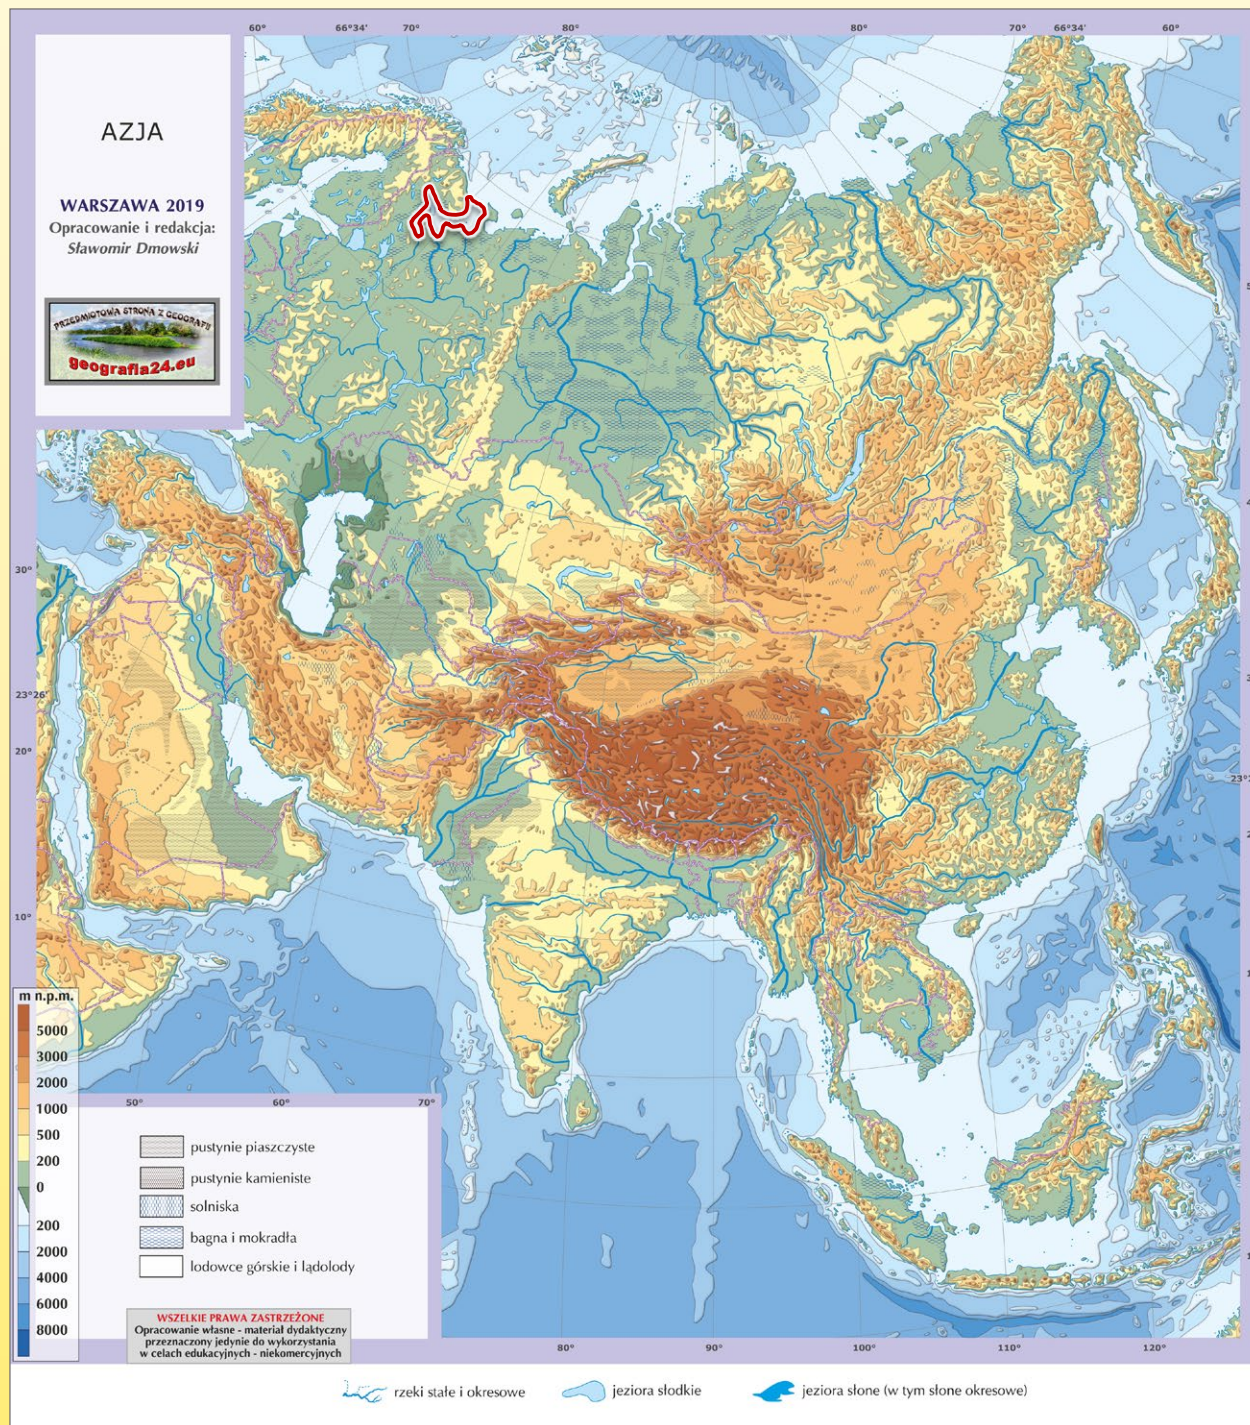 60°
66°34'
70°
80°
80°
70°
66°34'
60°
AZJA
WARSZAWA 2019
Opracowanie i redakcja:
Sławomir Dmowski
PRZEDMIOTOWA STRONA Z GEOGRAFII
geografia24.eu
30°
23°26'
20°
10°
m n.p.m.
5000
3000
2000
1000
500
200
0
200
2000
4000
6000
8000
50°
60°
70°
pustynie piaszczyste
pustynie kamieniste
solniska
bagna i mokradła
lodowce górskie i lądolody
WSZELKIE PRAWA ZASTRZEŻONE
Opracowanie własne - materiał dydaktyczny
przeznaczony jedynie do wykorzystania
w celach edukacyjnych - niekomercyjnych
80°
90°
100°
110°
120°
rzeki stałe i okresowe
jeziora słodkie
jeziora słone (w tym słone okresowe)